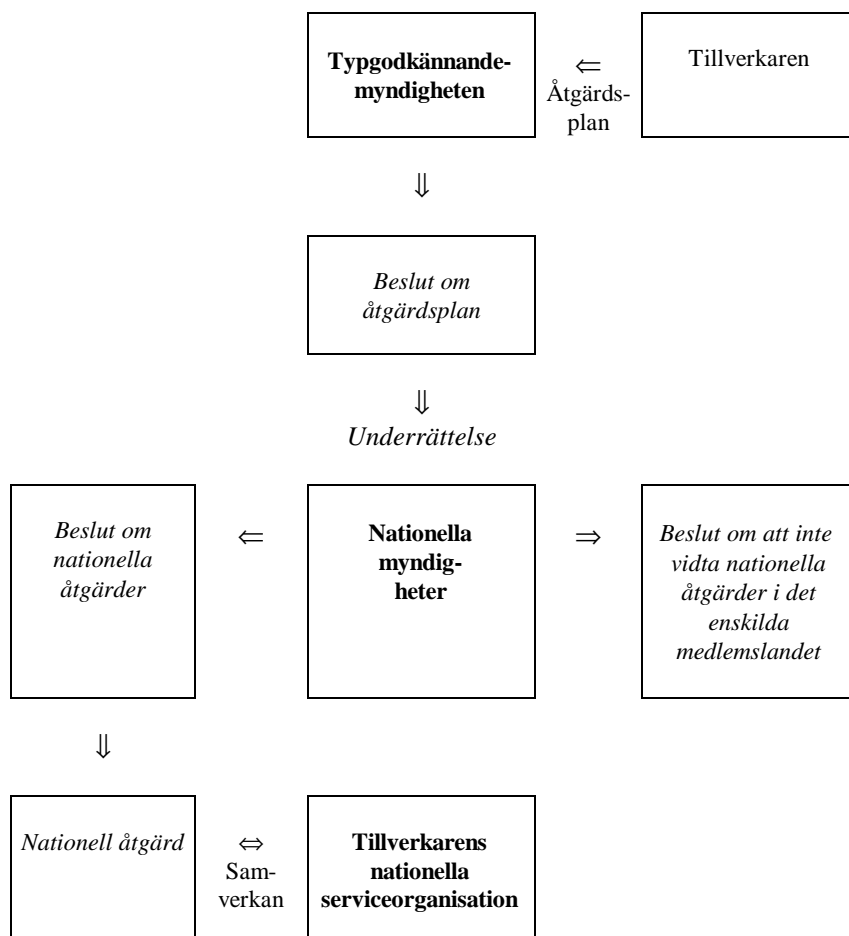 Typgodkännande-
myndigheten
⇐
Åtgärds-
plan
Tillverkaren
⇓
Beslut om
åtgärdsplan
⇓
Underrättelse
Beslut om
nationella
åtgärder
⇐
Nationella
myndig-
heter
⇒
Beslut om att inte
vidta nationella
åtgärder i det
enskilda
medlemslandet
⇓
Nationell åtgärd
⇔
Sam-
verkan
Tillverkarens
nationella
serviceorganisation